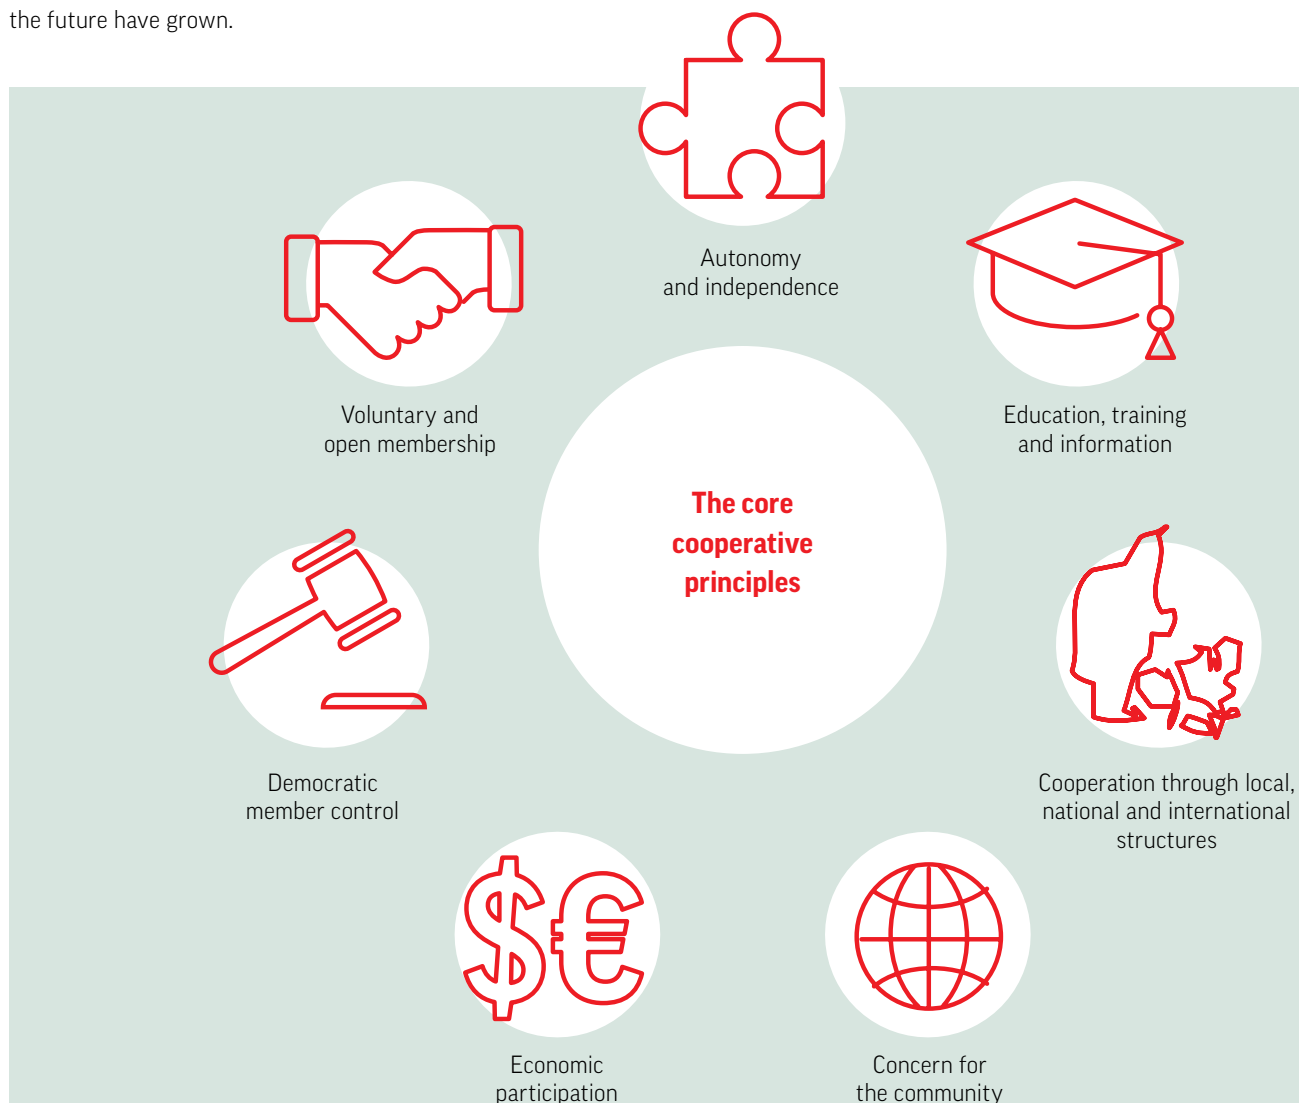 the future have grown.
Autonomy
and independence
Voluntary and
open membership
Education, training
and information
The core
cooperative
principles
Democratic
member control
Cooperation through local,
national and international
structures
Economic
participation
Concern for
the community